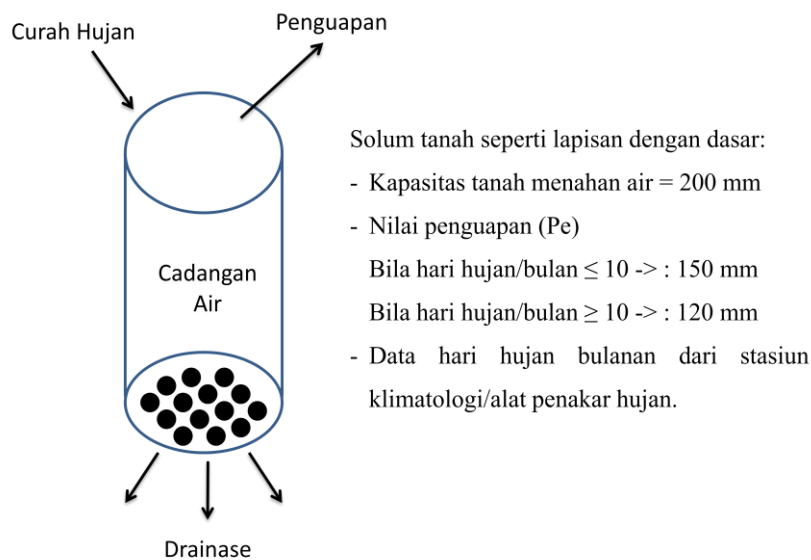 Curah Hujan
Penguapan
Cadangan
Air
Drainase
Solum tanah seperti lapisan dengan dasar:
- Kapasitas tanah menahan air = 200 mm
- Nilai penguapan (Pe)
Bila hari hujan/bulan ≤ 10 -> : 150 mm
Bila hari hujan/bulan ≥ 10 -> : 120 mm
- Data hari hujan bulanan dari stasiun
klimatologi/alat penakar hujan.